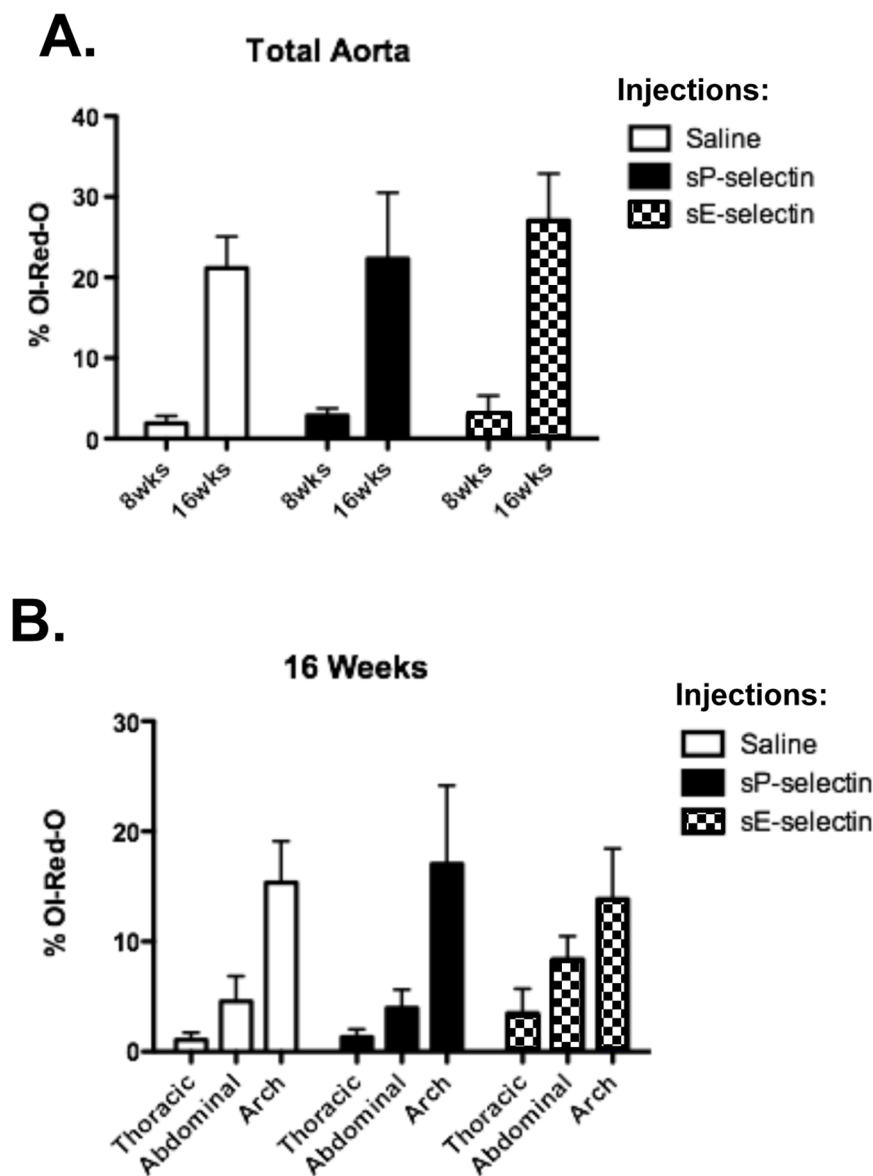 A.
Total Aorta
Injections:
Saline
sP-selectin
sE-selectin
% Ol-Red-O
40
30
20
10
0
8wks
16wks
8wks
16wks
8wks
16wks
B.
16 Weeks
Injections:
Saline
sP-selectin
sE-selectin
% Ol-Red-O
30
20
10
0
Thoracic
Abdominal
Arch
Thoracic
Abdominal
Arch
Thoracic
Abdominal
Arch